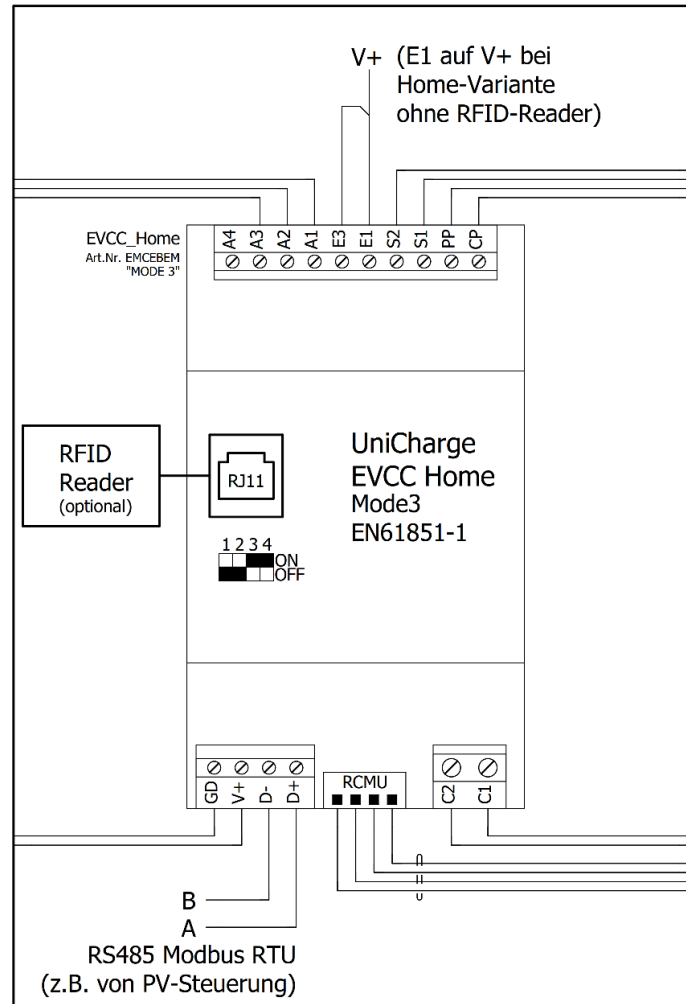 V+ (E1 auf V+ bei
Home-Variante
ohne RFID-Reader)
EVCC_Home
Art.Nr. EMCEBEM
"MODE 3"
A4 A3 A2 A1 E3 E1 S2 S1 PP CP
RFID
Reader
(optional)
RJ11
UniCharge
EVCC Home
Mode3
EN61851-1
1 2 3 4
ON
OFF
GD V+ D- D+
RCMU
C2 C1
B
A
RS485 Modbus RTU
(z.B. von PV-Steuerung)